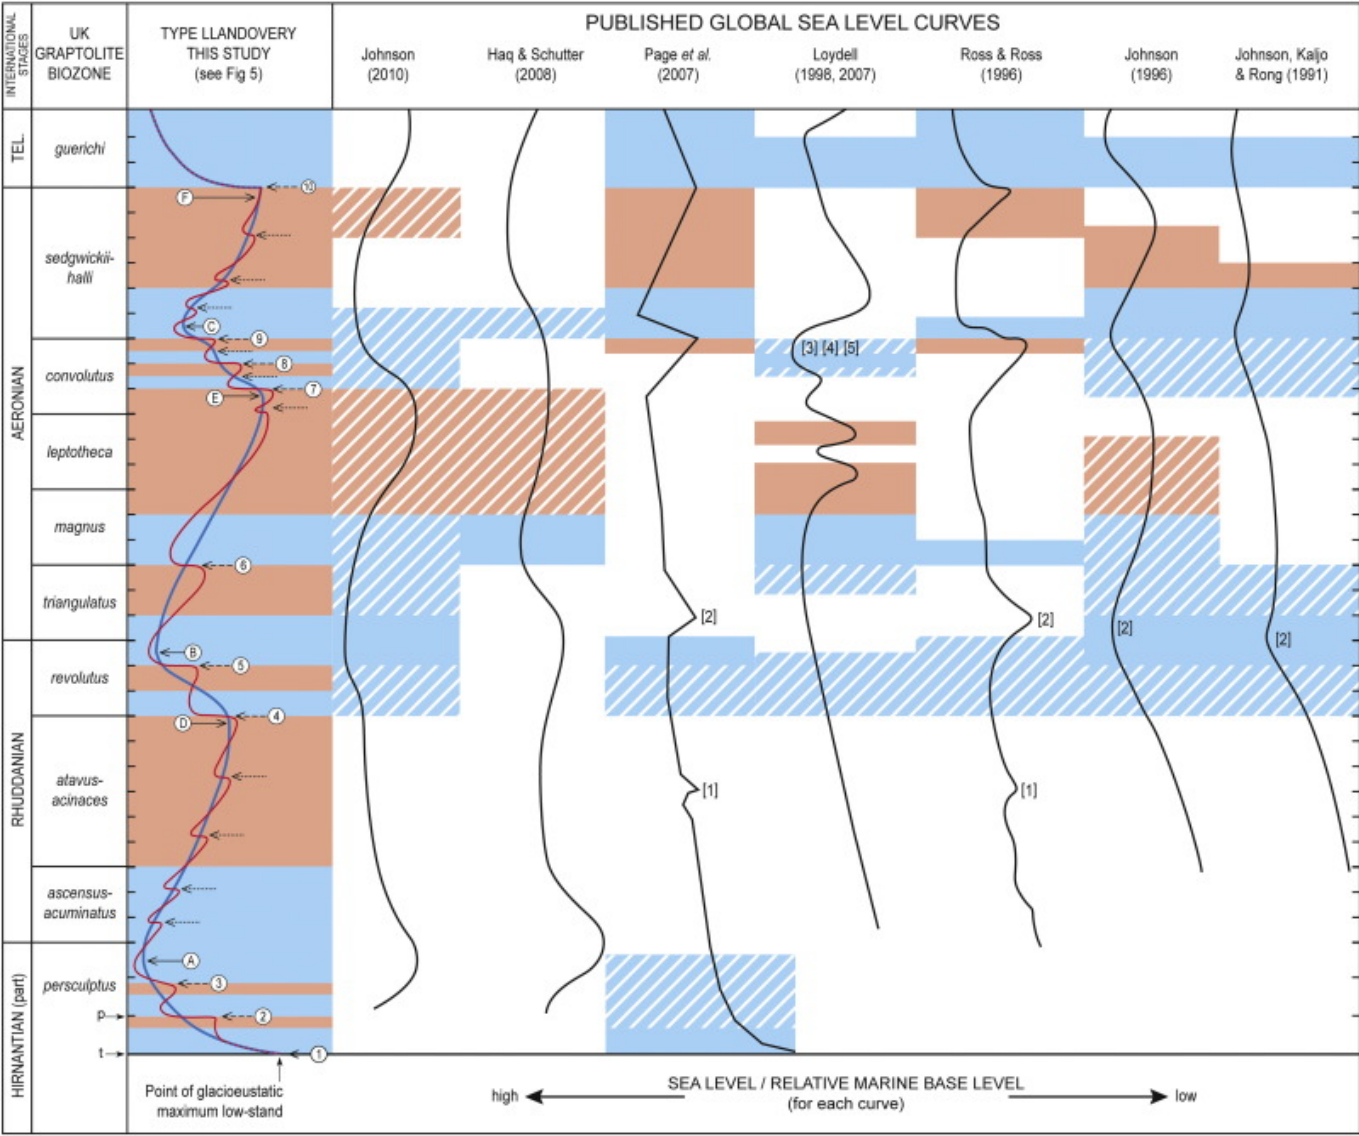 INTERNATIONAL
STAGES
UK
GRAPTOLITE
BIOZONE
TYPE LLANDOVERY
THIS STUDY
(see Fig 5)
PUBLISHED GLOBAL SEA LEVEL CURVES
Johnson
(2010)
Haq & Schutter
(2008)
Page et al.
(2007)
Loydell
(1998, 2007)
Ross & Ross
(1996)
Johnson
(1996)
Johnson, Kaljo
& Rong (1991)
TEL.
AERONIAN
RHUDDANIAN
HIRNANTIAN (part)
guerichi
sedgwickii-
halli
convolutus
leptotheca
magnus
triangulatus
revolutus
atavus-
acinaces
ascensus-
acuminatus
persculptus
p
t
10
F
C
9
8
7
E
6
B
5
4
D
A
3
2
1
[3] [4] [5]
[2]
[2]
[2]
[2]
[1]
[1]
Point of glacioeustatic
maximum low-stand
high
SEA LEVEL / RELATIVE MARINE BASE LEVEL
(for each curve)
low